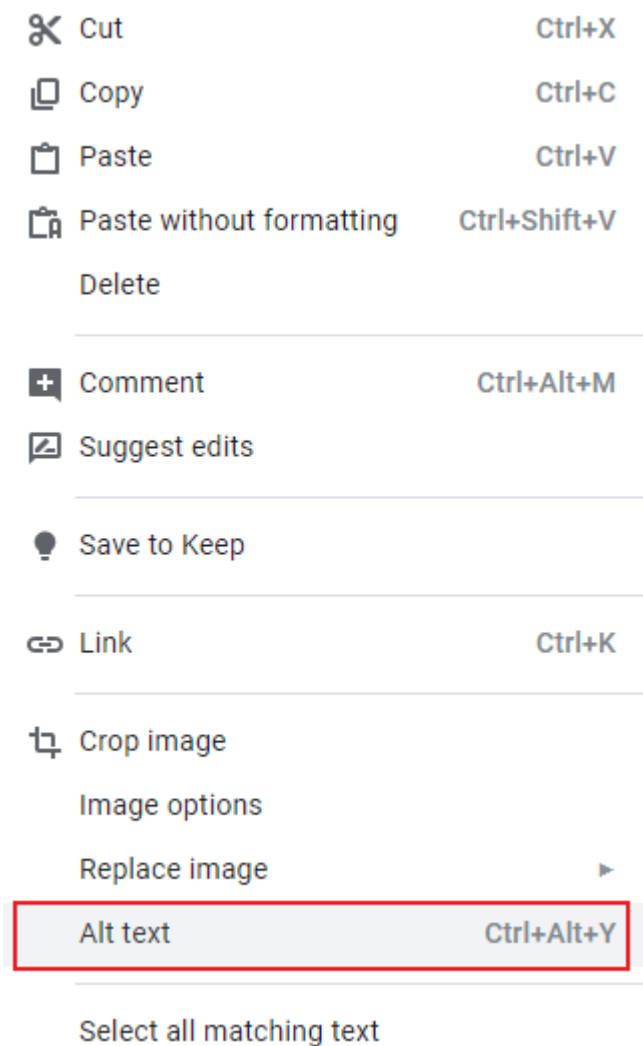 Cut Ctrl+X
Copy Ctrl+C
Paste Ctrl+V
Paste without formatting Ctrl+Shift+V
Delete
Comment Ctrl+Alt+M
Suggest edits
Save to Keep
Link Ctrl+K
Crop image
Image options
Replace image
Alt text Ctrl+Alt+Y
Select all matching text